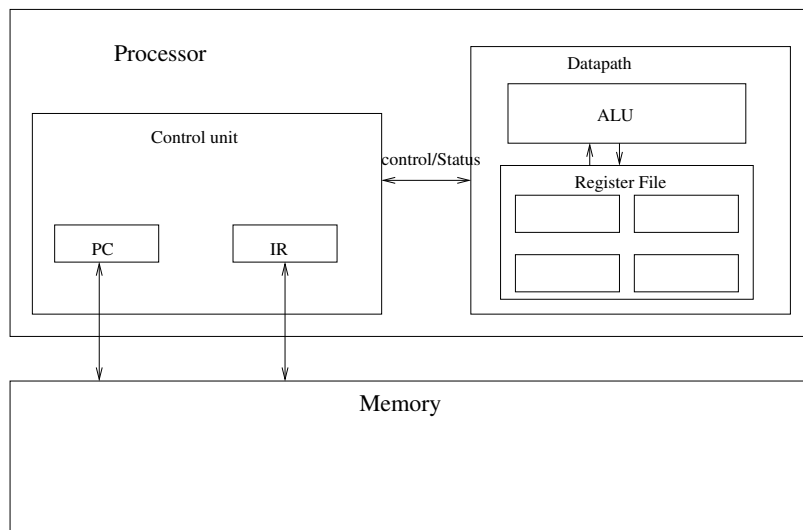 Processor
Datapath
ALU
Control unit
control/Status
Register File
PC
IR
Memory